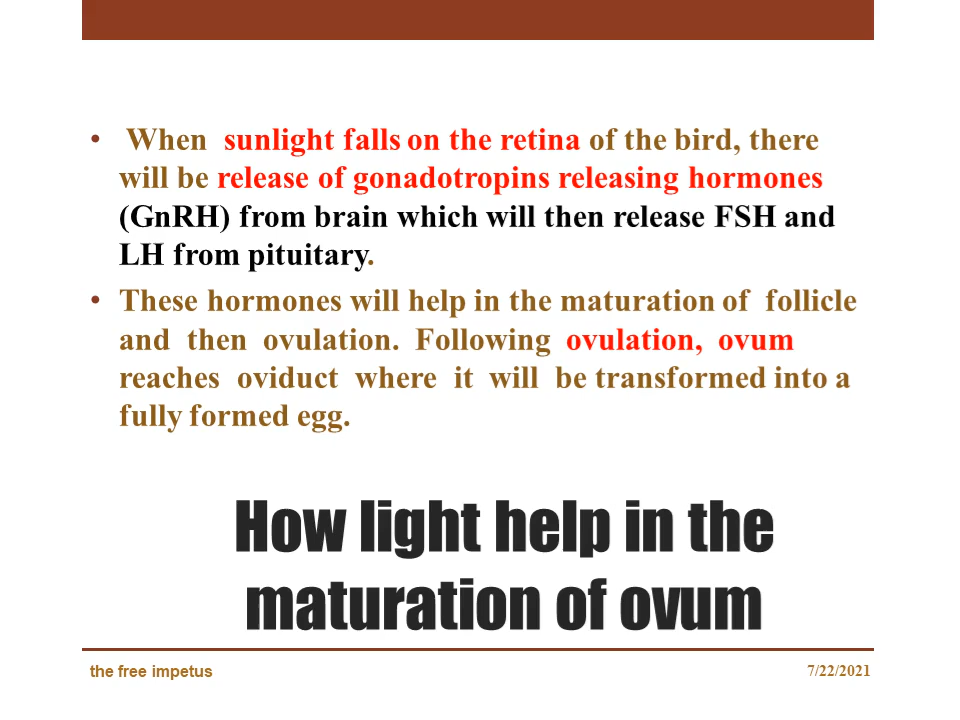 • When sunlight falls on the retina of the bird, there
will be release of gonadotropins releasing hormones
(GnRH) from brain which will then release FSH and
LH from pituitary.
• These hormones will help in the maturation of follicle
and then ovulation. Following ovulation, ovum
reaches oviduct where it will be transformed into a
fully formed egg.
How light help in the
maturation of ovum
the free impetus
7/22/2021